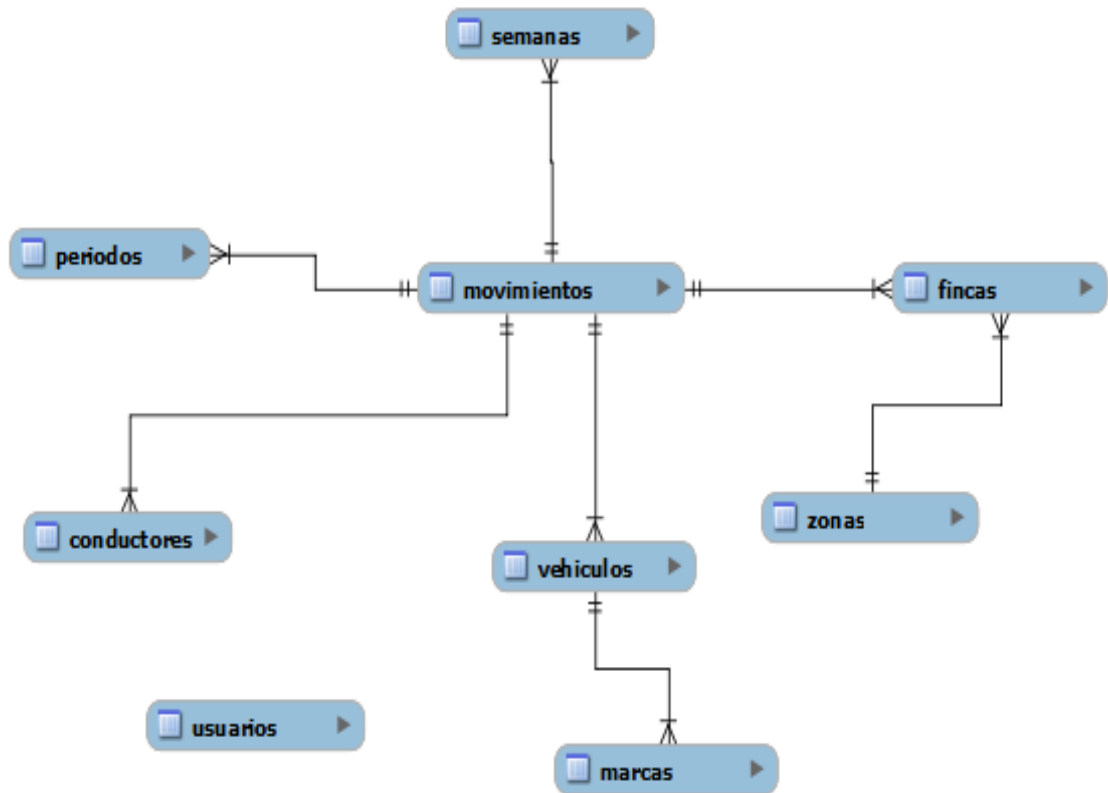 semanas
periodos
movimientos
fincas
conductores
zonas
vehiculos
usuarios
marcas